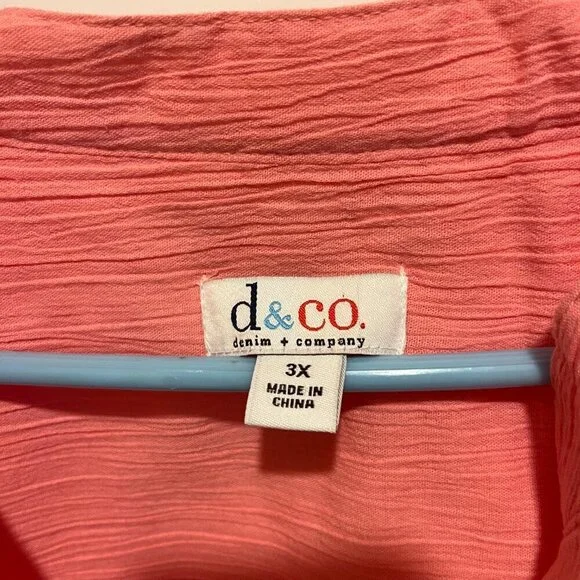 d&co.
denim + company
3X
MADE IN
CHINA